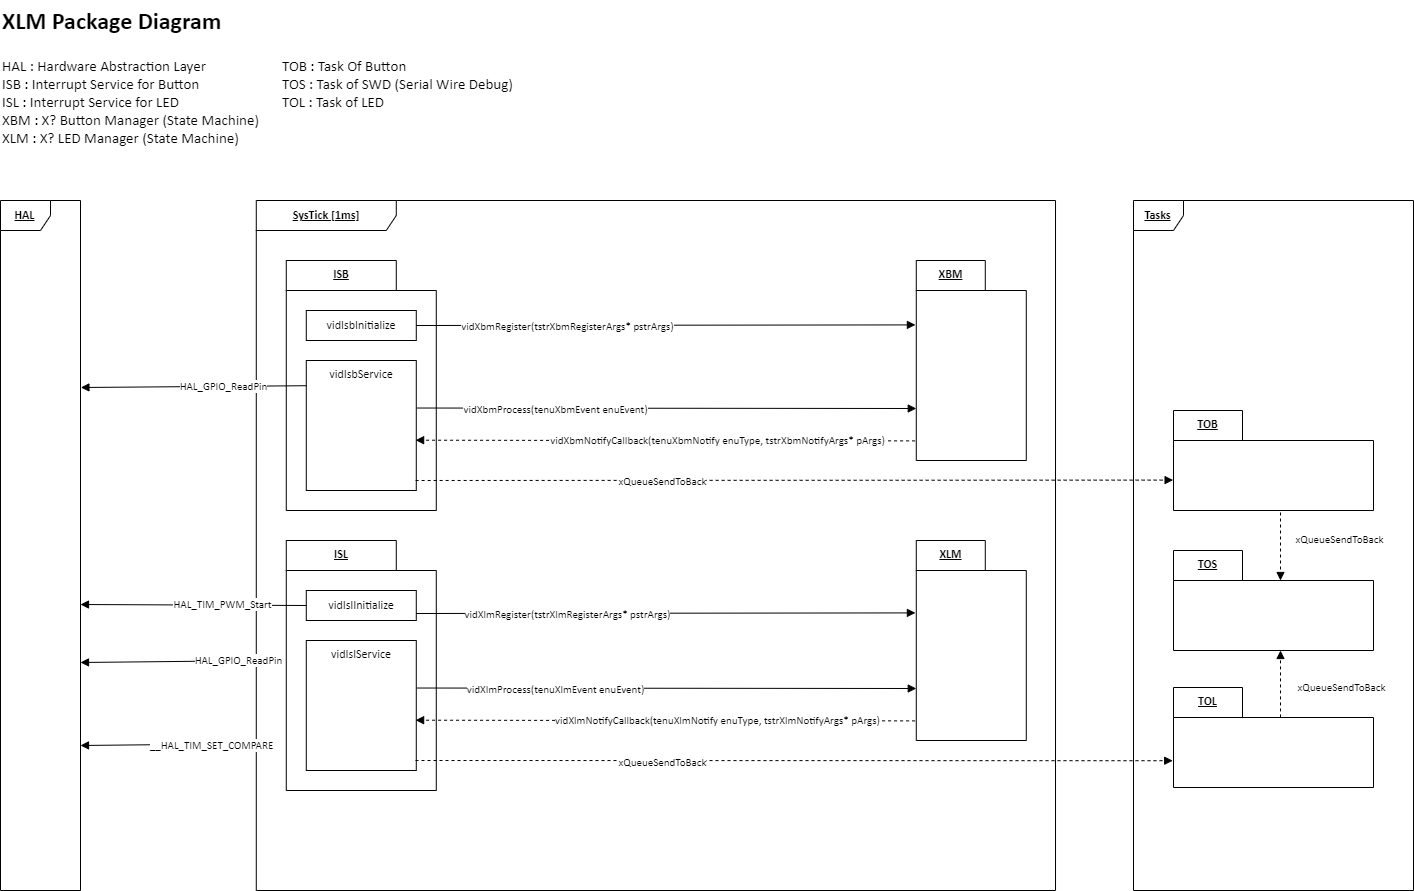 XLM Package Diagram
HAL : Hardware Abstraction Layer
ISB : Interrupt Service for Button
ISL : Interrupt Service for LED
XBM : X? Button Manager (State Machine)
XLM : X? LED Manager (State Machine)
TOB : Task Of Button
TOS : Task of SWD (Serial Wire Debug)
TOL : Task of LED
HAL
SysTick [1ms]
Tasks
ISB
XBM
vidIsbInitialize
vidXbmRegister(tstrXbmRegisterArgs* pstrArgs)
vidIsbService
HAL_GPIO_ReadPin
vidXbmProcess(tenuXbmEvent enuEvent)
vidXbmNotifyCallback(tenuXbmNotify enuType, tstrXbmNotifyArgs* pArgs)
xQueueSendToBack
TOB
xQueueSendToBack
ISL
XLM
TOS
vidIslInitialize
HAL_TIM_PWM_Start
vidXlmRegister(tstrXlmRegisterArgs* pstrArgs)
vidIslService
HAL_GPIO_ReadPin
vidXlmProcess(tenuXlmEvent enuEvent)
xQueueSendToBack
TOL
vidXlmNotifyCallback(tenuXlmNotify enuType, tstrXlmNotifyArgs* pArgs)
__HAL_TIM_SET_COMPARE
xQueueSendToBack